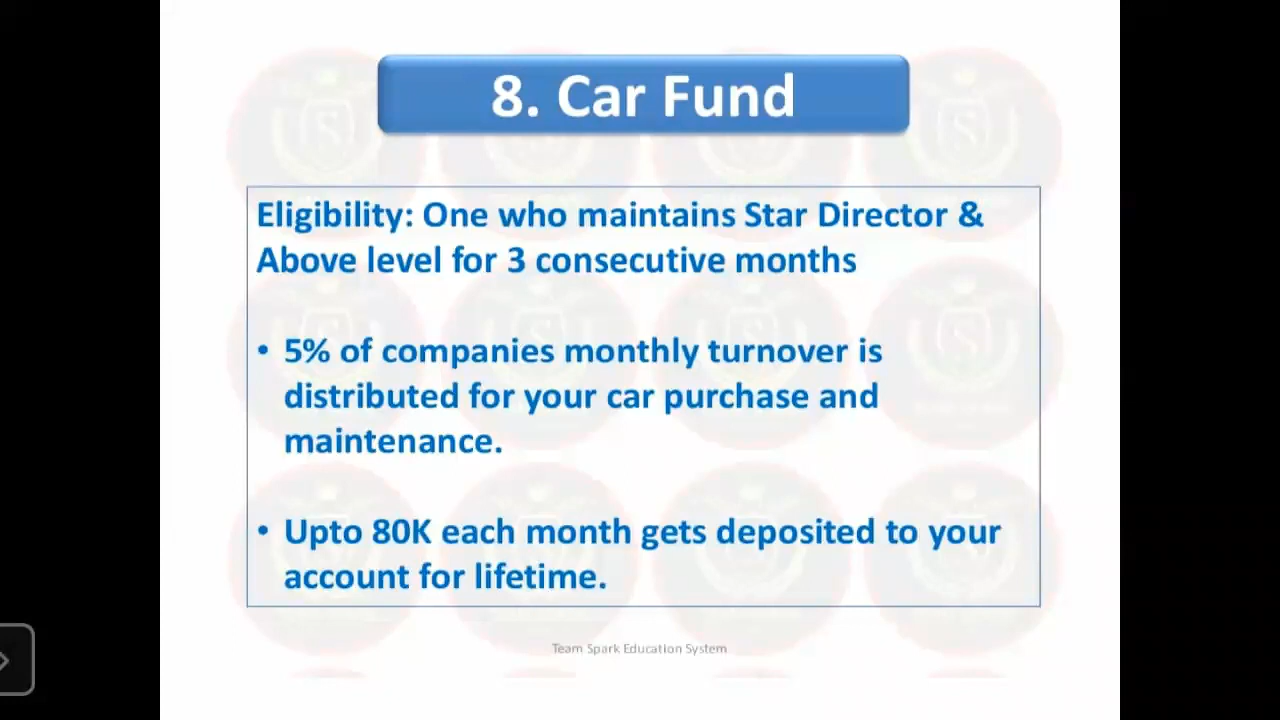 8. Car Fund
Eligibility: One who maintains Star Director &
Above level for 3 consecutive months
• 5% of companies monthly turnover is
distributed for your car purchase and
maintenance.
• Upto 80K each month gets deposited to your
account for lifetime.
Team Spark Education System